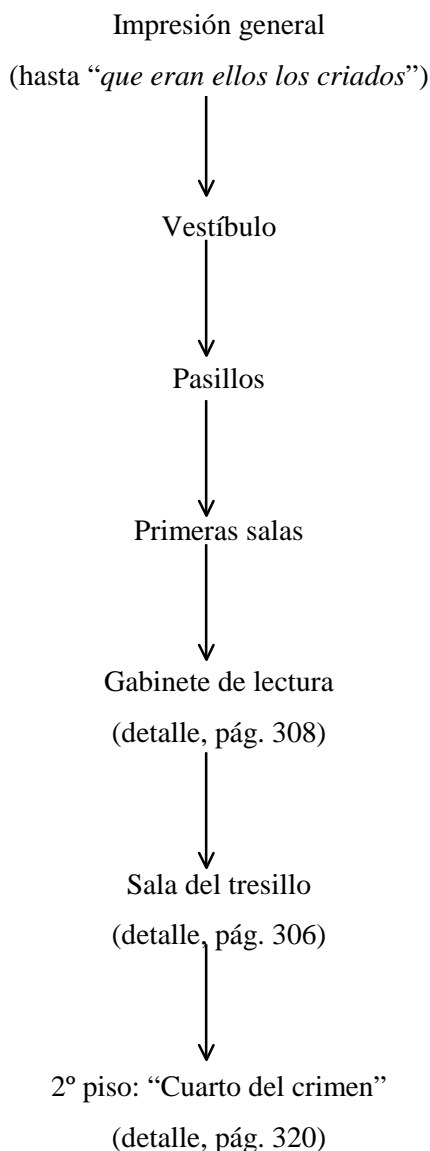 Impresión general
(hasta “que eran ellos los criados”)
Vestíbulo
Pasillos
Primeras salas
Gabinete de lectura
(detalle, pág. 308)
Sala del tresillo
(detalle, pág. 306)
2º piso: “Cuarto del crimen”
(detalle, pág. 320)